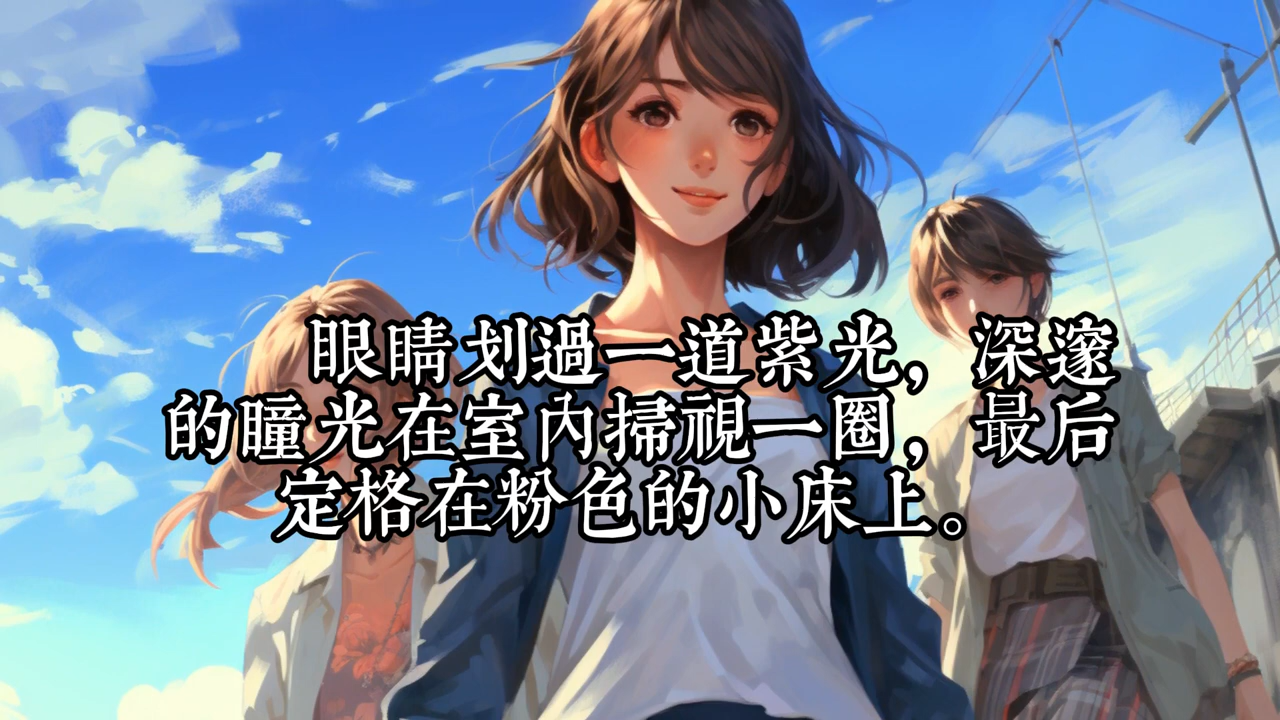 眼睛划過一道紫光，深邃
的瞳光在室內掃視一圈，最后
定格在粉色的小床上。